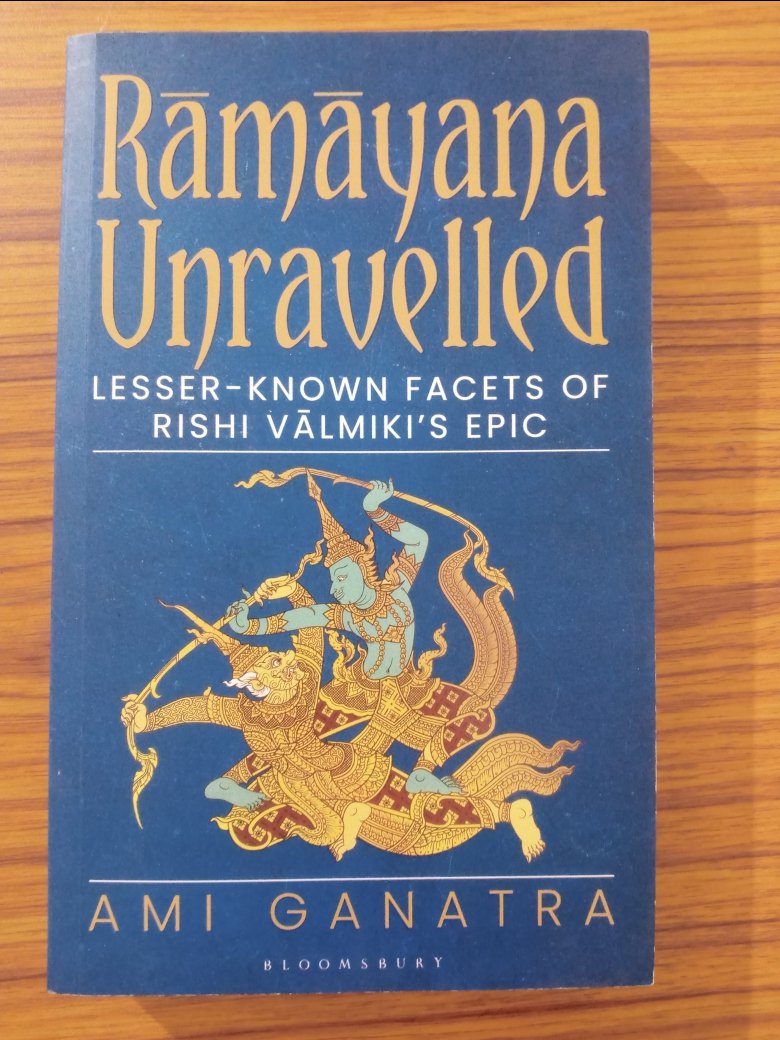 Rāmāyana
Unravelled
LESSER-KNOWN FACETS OF
RISHI VĀLMIKI'S EPIC
AMI GANATRA
BLOOMSBURY